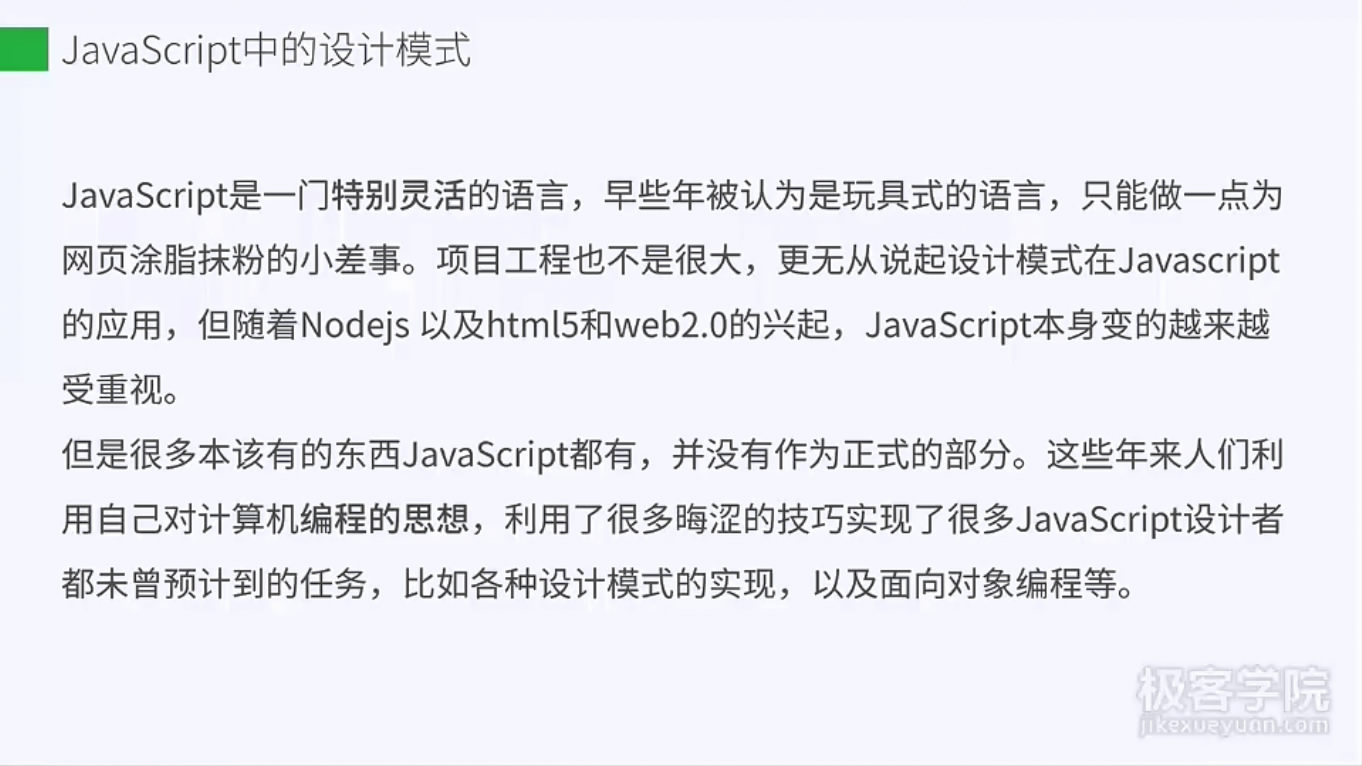 JavaScript中的设计模式
JavaScript是一门特别灵活的语言，早些年被认为是玩具式的语言，只能做一点为
网页涂脂抹粉的小差事。项目工程也不是很大，更无从说起设计模式在Javascript
的应用，但随着Nodejs 以及html5和web2.0的兴起，JavaScript本身变的越来越
受重视。
但是很多本该有的东西JavaScript都有，并没有作为正式的部分。这些年来人们利
用自己对计算机编程的思想，利用了很多晦涩的技巧实现了很多JavaScript设计者
都未曾预计到的任务，比如各种设计模式的实现，以及面向对象编程等。
极客学院
jikexueyuan.com